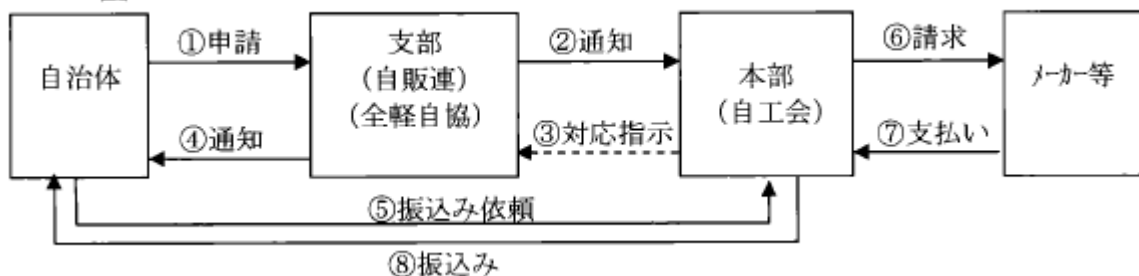 ①申請
支部
②通知
⑥請求
自治体
(自販連)
(全軽自協)
本部
(自工会)
メーカー等
④通知
③対応指示
⑦支払い
⑤振込み依頼
⑧振込み